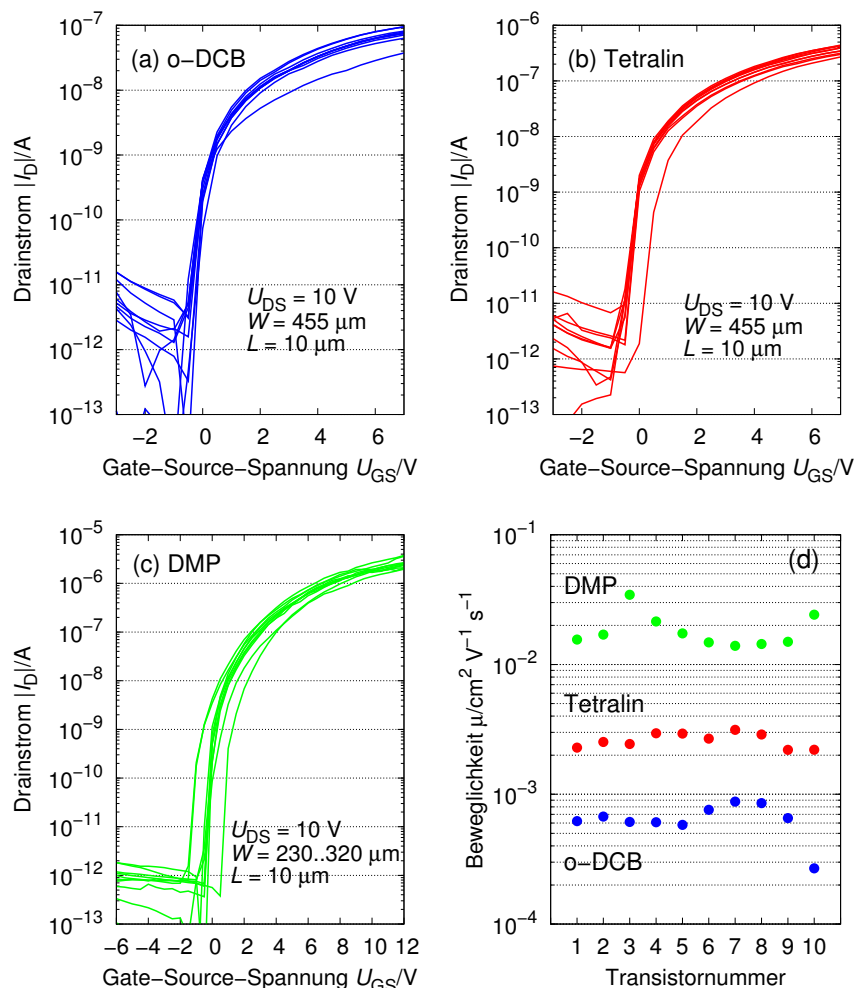 (a) o−DCB
Drainstrom |I_D|/A
10⁻⁷
10⁻⁸
10⁻⁹
10⁻¹⁰
10⁻¹¹
10⁻¹²
10⁻¹³
U_DS = 10 V
W = 455 µm
L = 10 µm
−2 0 2 4 6
Gate−Source−Spannung U_GS/V
(b) Tetralin
Drainstrom |I_D|/A
10⁻⁶
10⁻⁷
10⁻⁸
10⁻⁹
10⁻¹⁰
10⁻¹¹
10⁻¹²
10⁻¹³
U_DS = 10 V
W = 455 µm
L = 10 µm
−2 0 2 4 6
Gate−Source−Spannung U_GS/V
(c) DMP
Drainstrom |I_D|/A
10⁻⁵
10⁻⁶
10⁻⁷
10⁻⁸
10⁻⁹
10⁻¹⁰
10⁻¹¹
10⁻¹²
10⁻¹³
U_DS = 10 V
W = 230..320 µm
L = 10 µm
−6 −4 −2 0 2 4 6 8 10 12
Gate−Source−Spannung U_GS/V
(d)
Beweglichkeit µ/cm² V⁻¹ s⁻¹
10⁻¹
10⁻²
10⁻³
10⁻⁴
DMP
Tetralin
o−DCB
1 2 3 4 5 6 7 8 9 10
Transistornummer